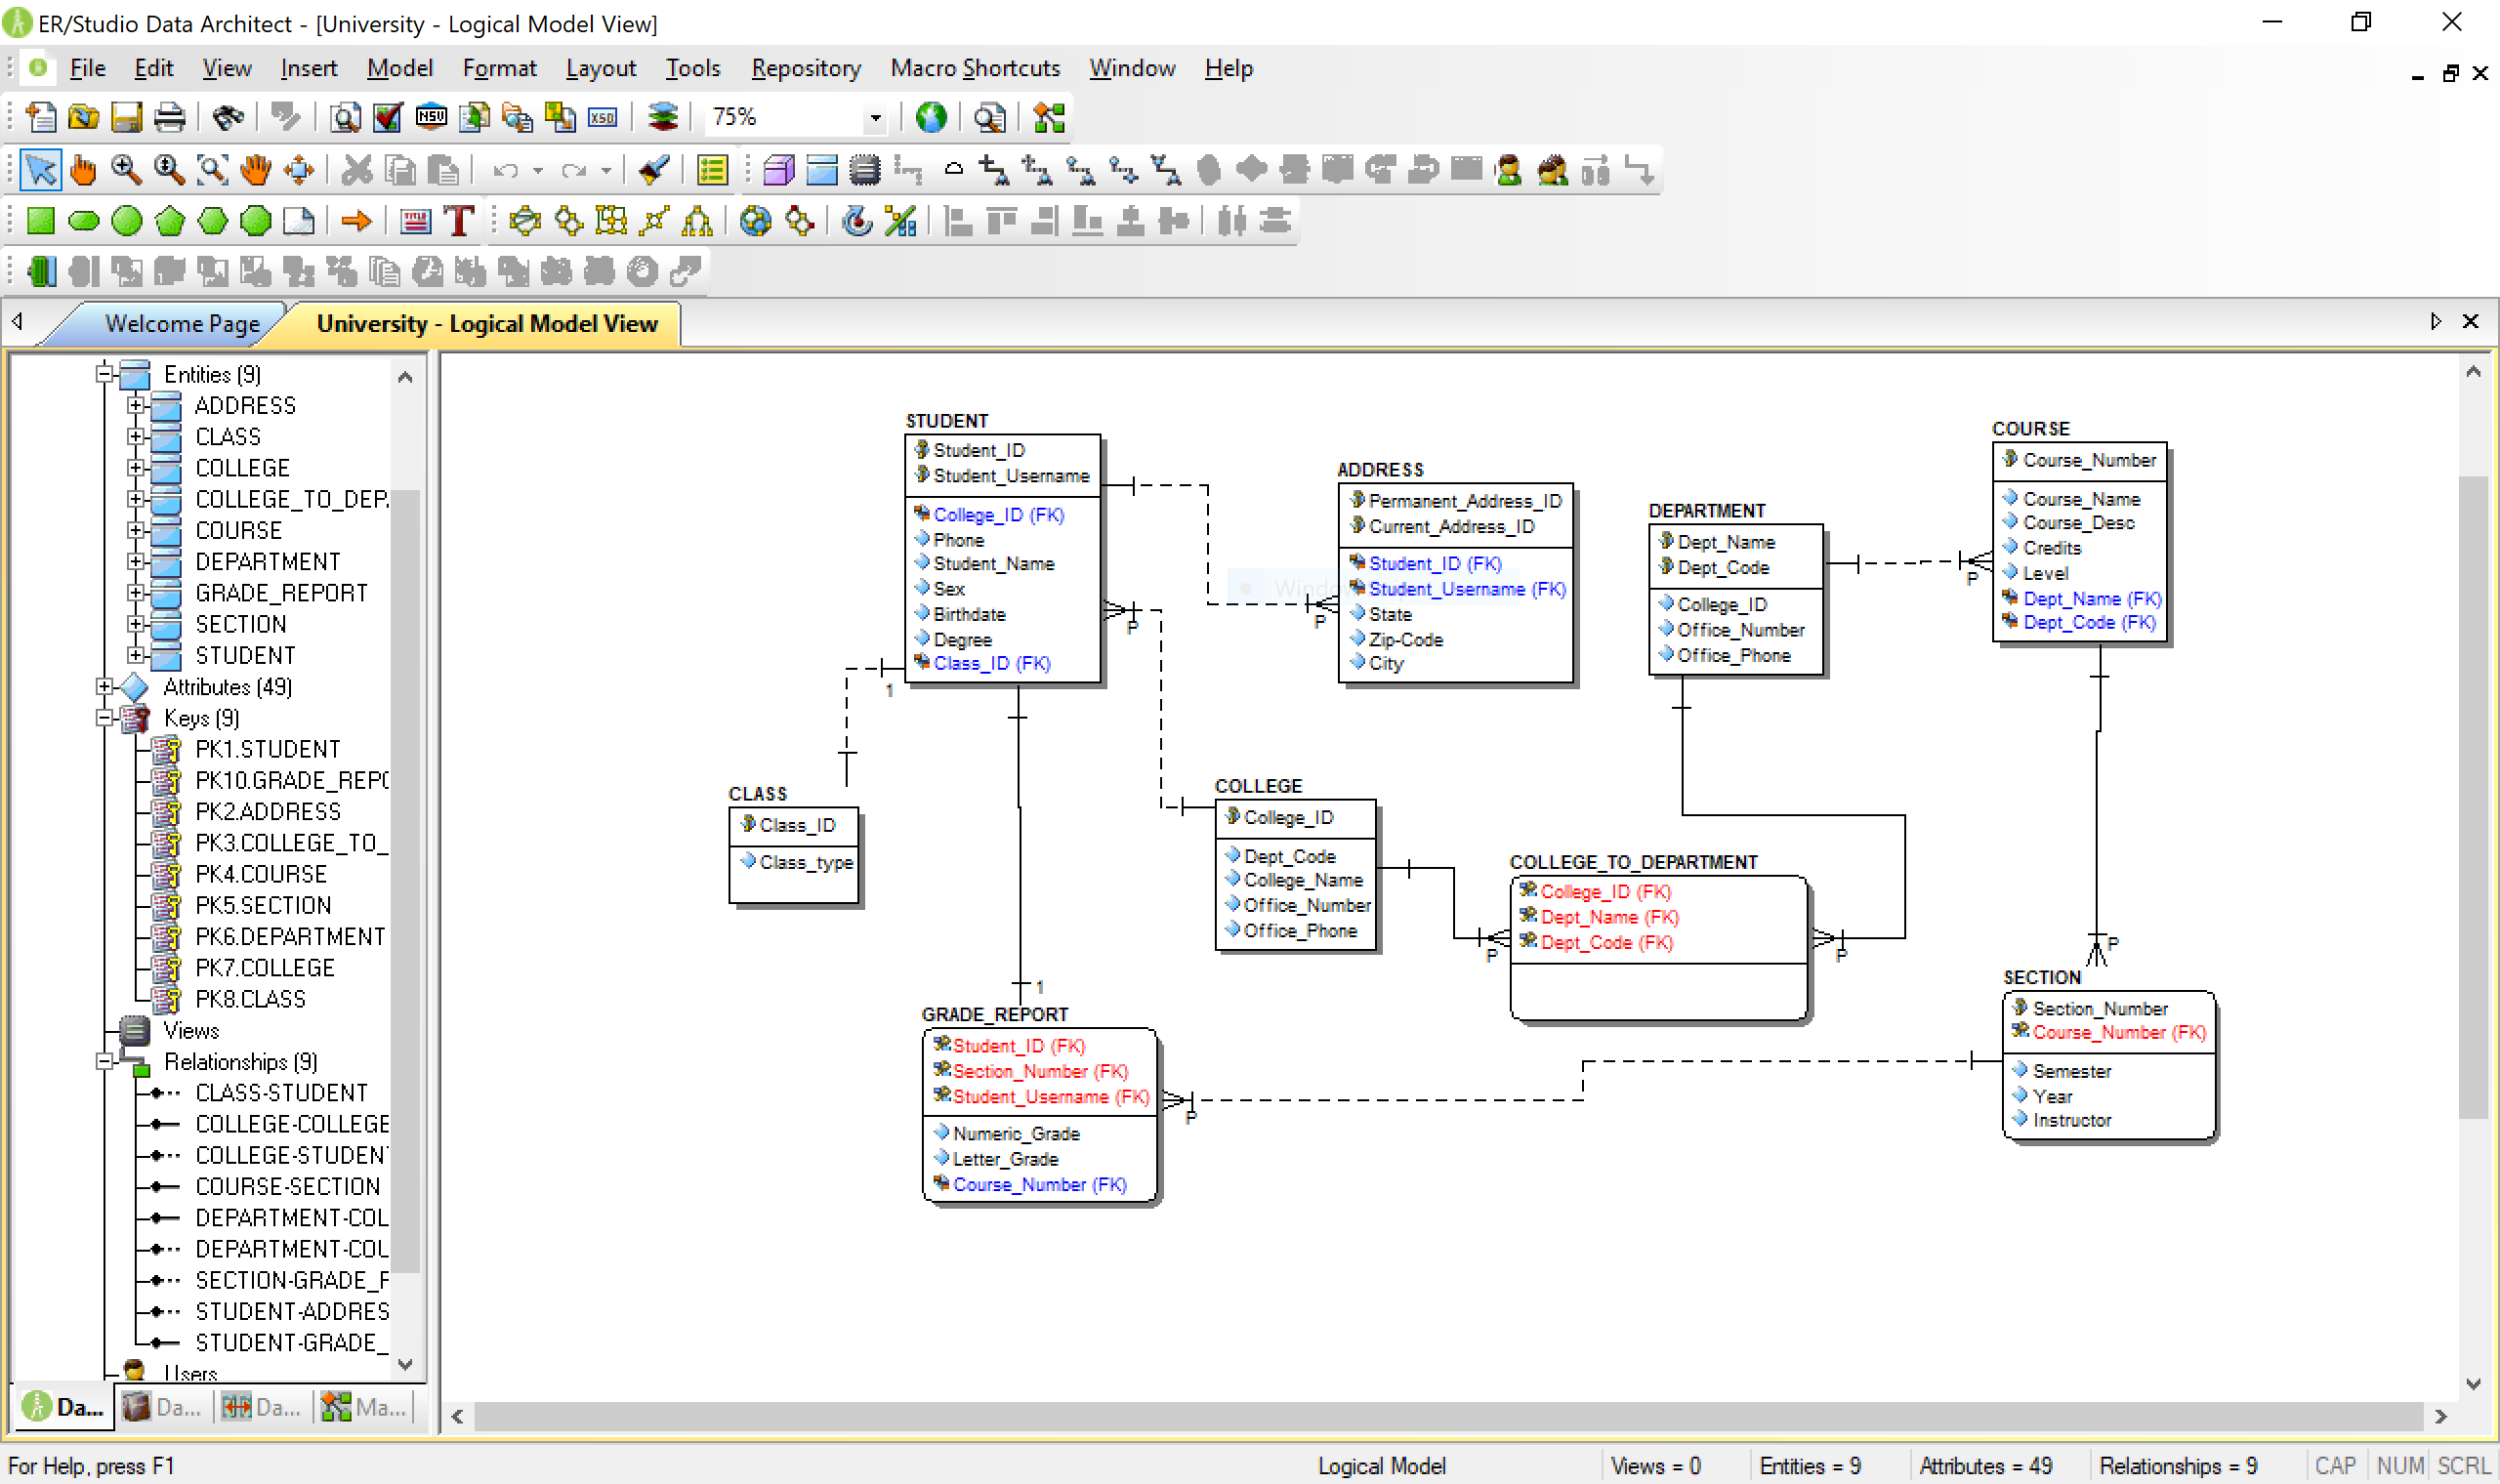 ER/Studio Data Architect - [University - Logical Model View]
File Edit View Insert Model Format Layout Tools Repository Macro Shortcuts Window Help
NSV
XSD
75%
TITLE
T
Welcome Page
University - Logical Model View
Entities (9)
ADDRESS
CLASS
COLLEGE
COLLEGE_TO_DEP
COURSE
DEPARTMENT
GRADE_REPORT
SECTION
STUDENT
Attributes (49)
Keys (9)
PK1.STUDENT
PK10.GRADE_REPO
PK2.ADDRESS
PK3.COLLEGE_TO_
PK4.COURSE
PK5.SECTION
PK6.DEPARTMENT
PK7.COLLEGE
PK8.CLASS
Views
Relationships (9)
CLASS-STUDENT
COLLEGE-COLLEGE
COLLEGE-STUDENT
COURSE-SECTION
DEPARTMENT-COL
DEPARTMENT-COL
SECTION-GRADE_F
STUDENT-ADDRES
STUDENT-GRADE_
Users
Da...
Da...
Da...
Ma...
STUDENT
Student_ID
Student_Username
College_ID (FK)
Phone
Student_Name
Sex
Birthdate
Degree
Class_ID (FK)
P
1
ADDRESS
Permanent_Address_ID
Current_Address_ID
Student_ID (FK)
Student_Username (FK)
State
Zip-Code
City
P
DEPARTMENT
Dept_Name
Dept_Code
College_ID
Office_Number
Office_Phone
COURSE
Course_Number
Course_Name
Course_Desc
Credits
Level
Dept_Name (FK)
Dept_Code (FK)
P
CLASS
Class_ID
Class_type
COLLEGE
College_ID
Dept_Code
College_Name
Office_Number
Office_Phone
COLLEGE_TO_DEPARTMENT
College_ID (FK)
Dept_Name (FK)
Dept_Code (FK)
P
P
P
SECTION
Section_Number
Course_Number (FK)
Semester
Year
Instructor
1
GRADE_REPORT
Student_ID (FK)
Section_Number (FK)
Student_Username (FK)
Numeric_Grade
Letter_Grade
Course_Number (FK)
P
For Help, press F1
Logical Model
Views = 0
Entities = 9
Attributes = 49
Relationships = 9
CAP
NUM
SCRL